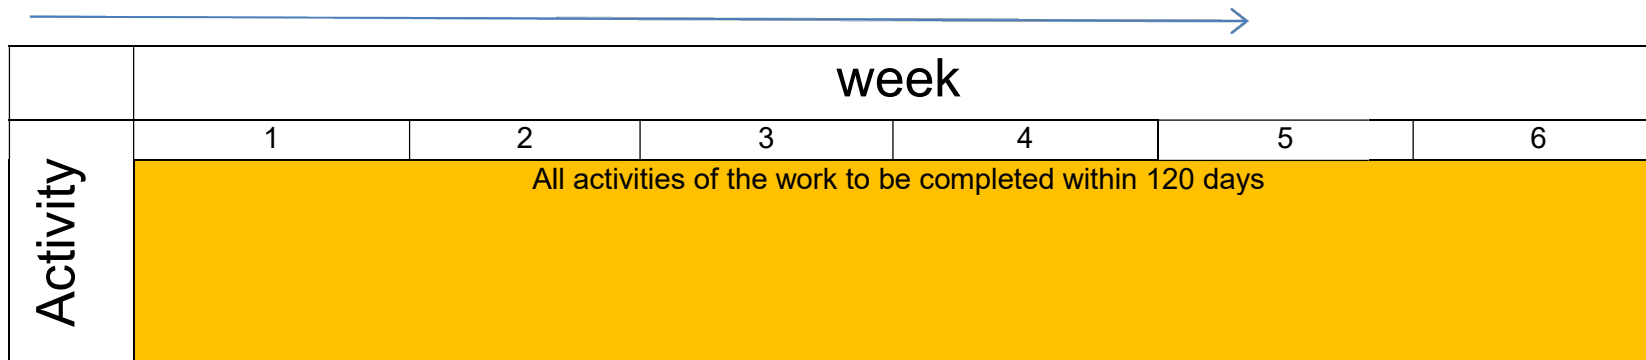 week
1 2 3 4 5 6
All activities of the work to be completed within 120 days
Activity